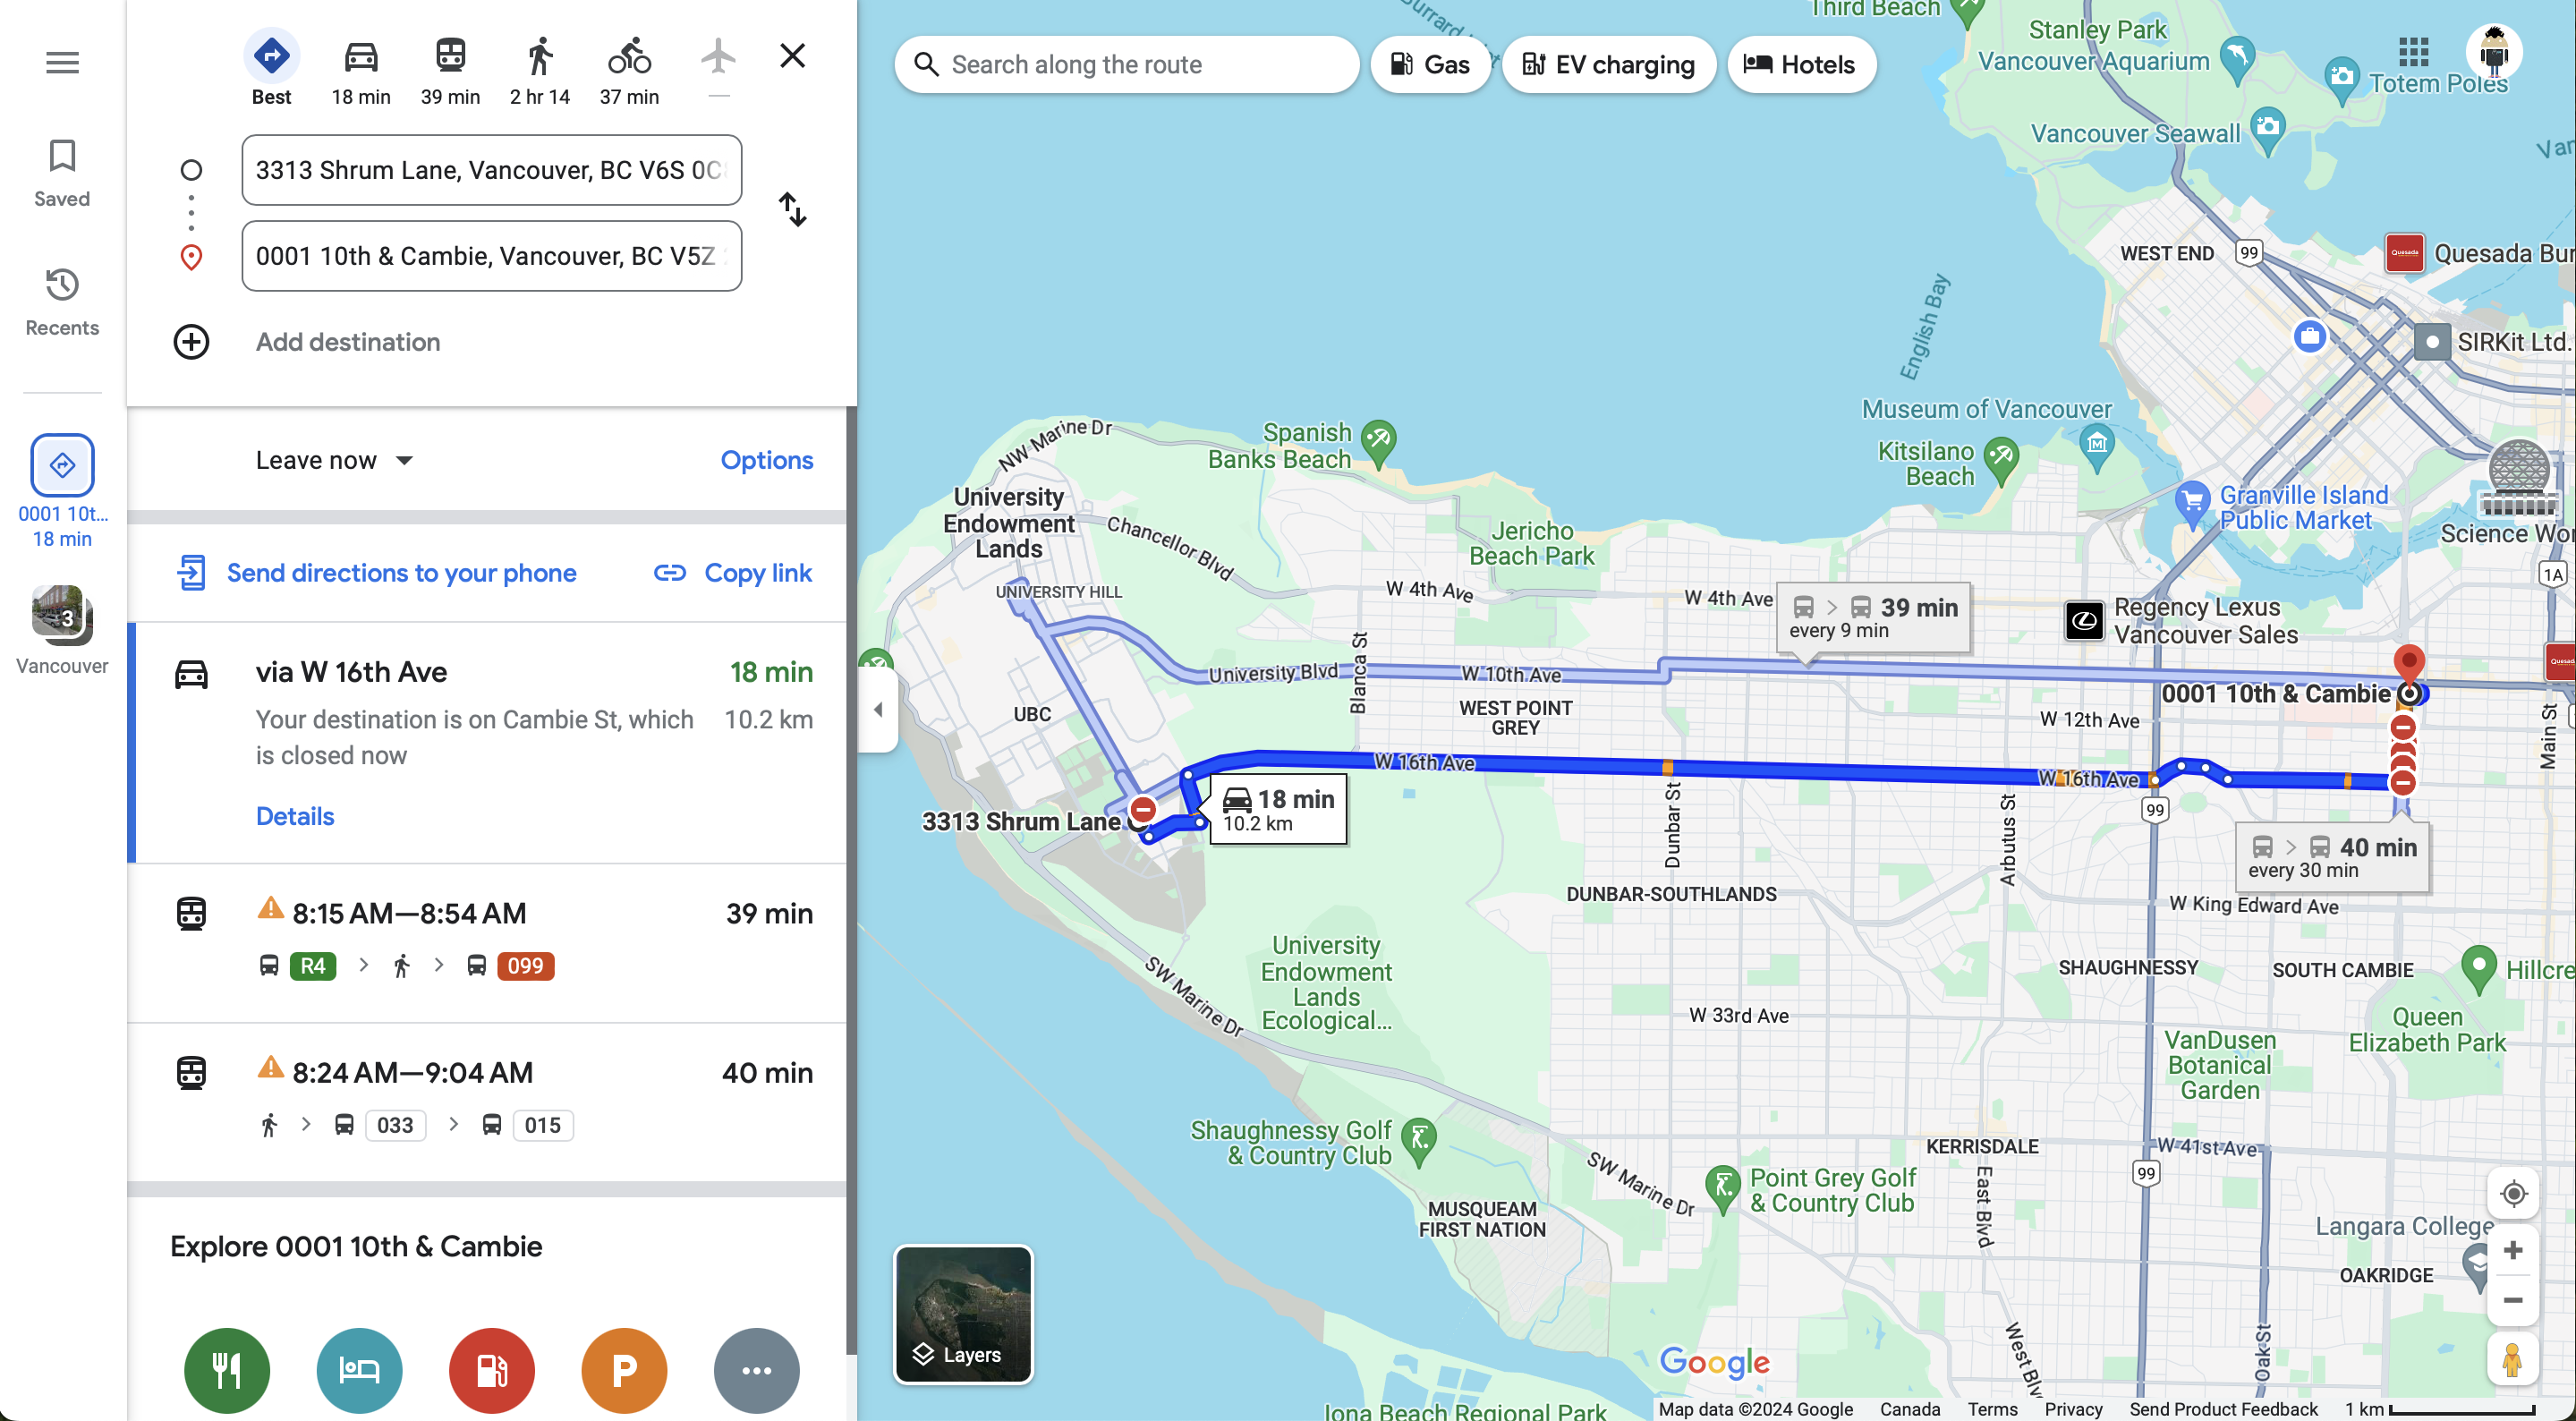 Saved
Recents
0001 10t...
18 min
3
Vancouver
Best
18 min
39 min
2 hr 14
37 min
—
3313 Shrum Lane, Vancouver, BC V6S 0C
0001 10th & Cambie, Vancouver, BC V5Z
Add destination
Leave now
Options
Send directions to your phone
Copy link
via W 16th Ave
18 min
Your destination is on Cambie St, which
is closed now
10.2 km
Details
8:15 AM—8:54 AM
39 min
R4
099
8:24 AM—9:04 AM
40 min
033
015
Explore 0001 10th & Cambie
P
Search along the route
Gas
EV charging
Hotels
Third Beach
Stanley Park
Vancouver Aquarium
Totem Poles
Vancouver Seawall
Van
WEST END
99
Quesada
Quesada Bur
SIRKit Ltd.
English Bay
Museum of Vancouver
Kitsilano
Beach
Granville Island
Public Market
Science Wor
1A
NW Marine Dr
Spanish
Banks Beach
University
Endowment
Lands
Chancellor Blvd
Jericho
Beach Park
UNIVERSITY HILL
W 4th Ave
W 4th Ave
39 min
every 9 min
Regency Lexus
Vancouver Sales
University Blvd
Blanca St
W 10th Ave
0001 10th & Cambie
UBC
WEST POINT
GREY
W 12th Ave
Main St
W 16th Ave
W 16th Ave
99
3313 Shrum Lane
18 min
10.2 km
Dunbar St
Arbutus St
40 min
every 30 min
DUNBAR-SOUTHLANDS
W King Edward Ave
University
Endowment
Lands
Ecological...
SW Marine Dr
SHAUGHNESSY
SOUTH CAMBIE
Hillcre
W 33rd Ave
Queen
Elizabeth Park
VanDusen
Botanical
Garden
Shaughnessy Golf
& Country Club
KERRISDALE
W 41st Ave
99
SW Marine Dr
Point Grey Golf
& Country Club
East Blvd
MUSQUEAM
FIRST NATION
Langara College
OAKRIDGE
West Blv
Oak St
Layers
Google
Iona Beach Regional Park
Map data ©2024 Google
Canada
Terms
Privacy
Send Product Feedback
1 km